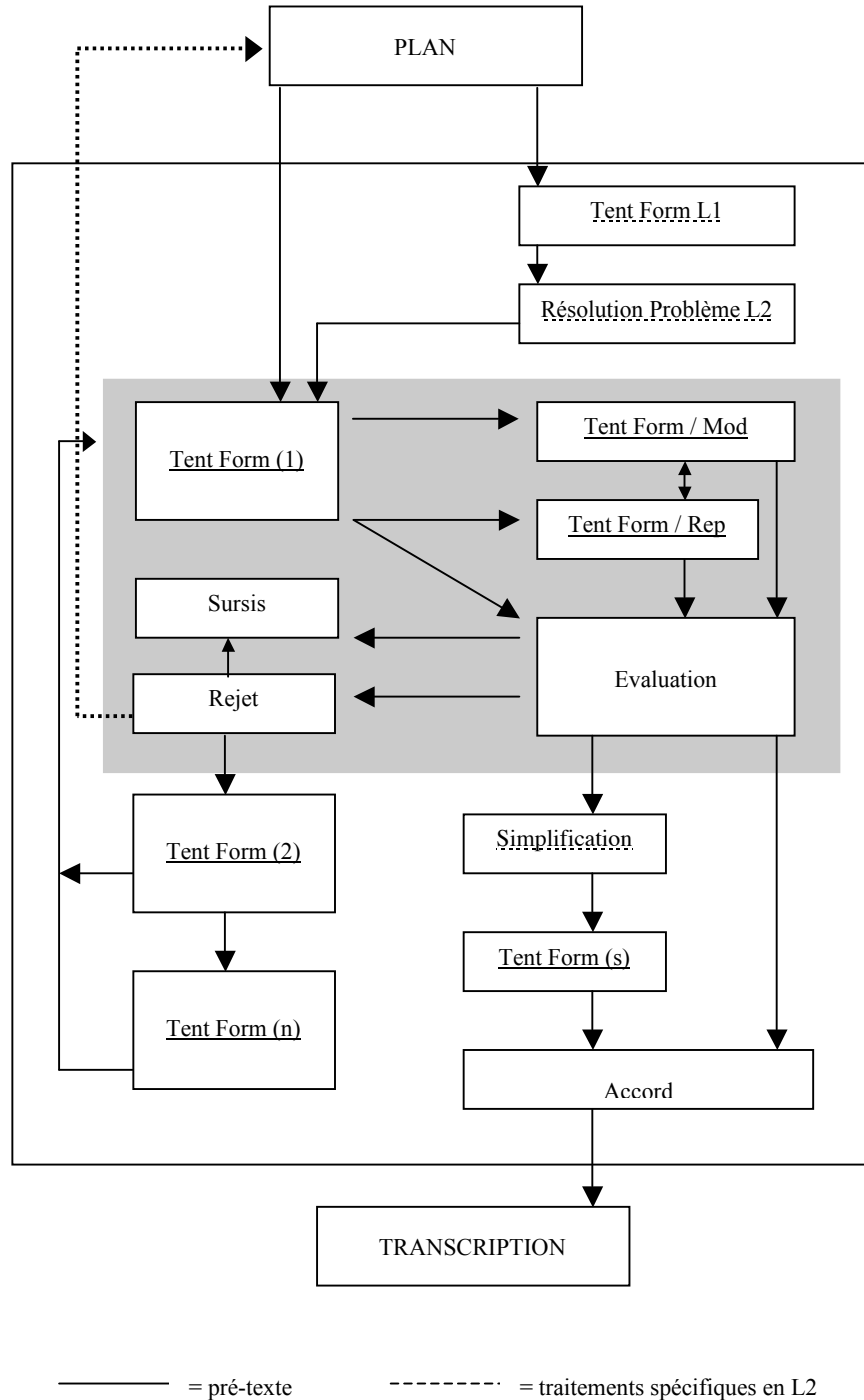 PLAN
Tent Form L1
Résolution Problème L2
Tent Form (1)
Tent Form / Mod
Tent Form / Rep
Sursis
Rejet
Evaluation
Tent Form (2)
Simplification
Tent Form (s)
Tent Form (n)
Accord
TRANSCRIPTION
= pré-texte = traitements spécifiques en L2